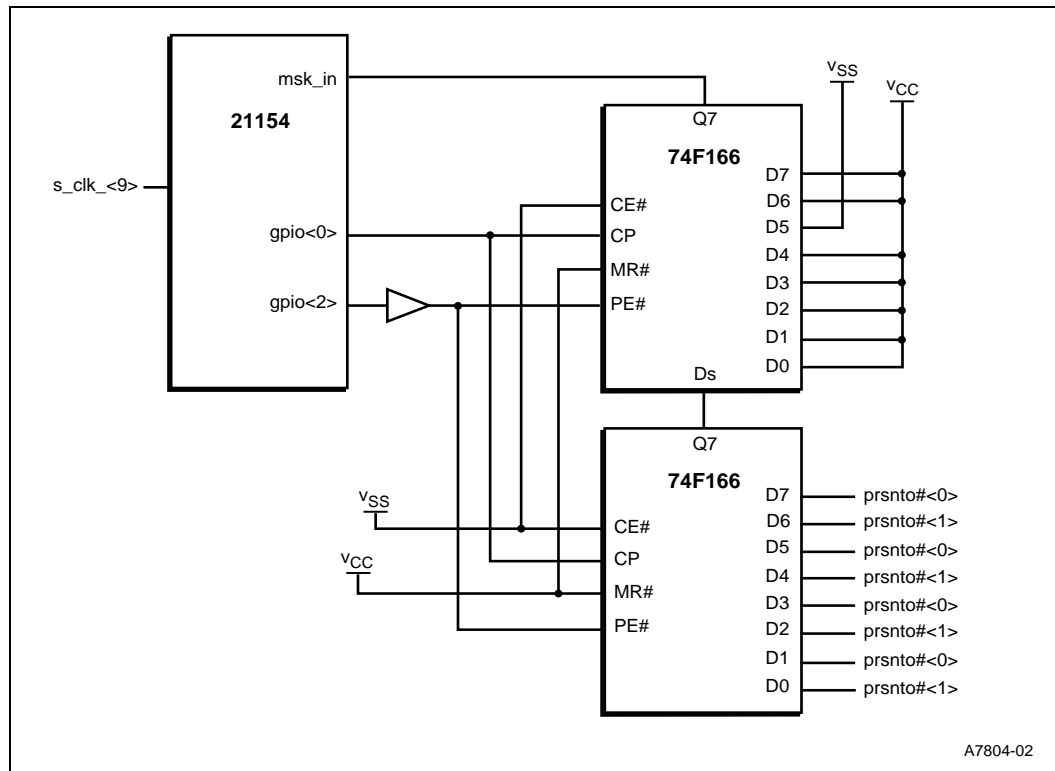 msk_in
21154
s_clk_<9>
gpio<0>
gpio<2>
Q7
74F166
CE#
CP
MR#
PE#
D7
D6
D5
D4
D3
D2
D1
D0
Ds
vSS
vCC
Q7
74F166
CE#
CP
MR#
PE#
D7
D6
D5
D4
D3
D2
D1
D0
vSS
vCC
prsnto#<0>
prsnto#<1>
prsnto#<0>
prsnto#<1>
prsnto#<0>
prsnto#<1>
prsnto#<0>
prsnto#<1>
A7804-02